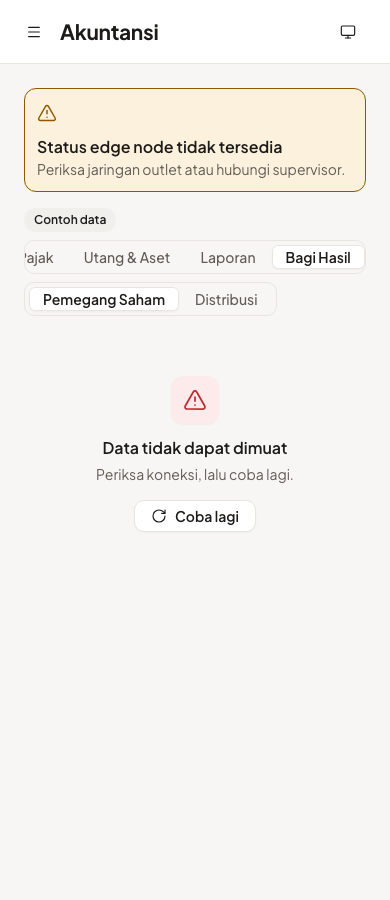 Akuntansi
Status edge node tidak tersedia
Periksa jaringan outlet atau hubungi supervisor.
Contoh data
ajak Utang & Aset Laporan Bagi Hasil
Pemegang Saham Distribusi
Data tidak dapat dimuat
Periksa koneksi, lalu coba lagi.
Coba lagi